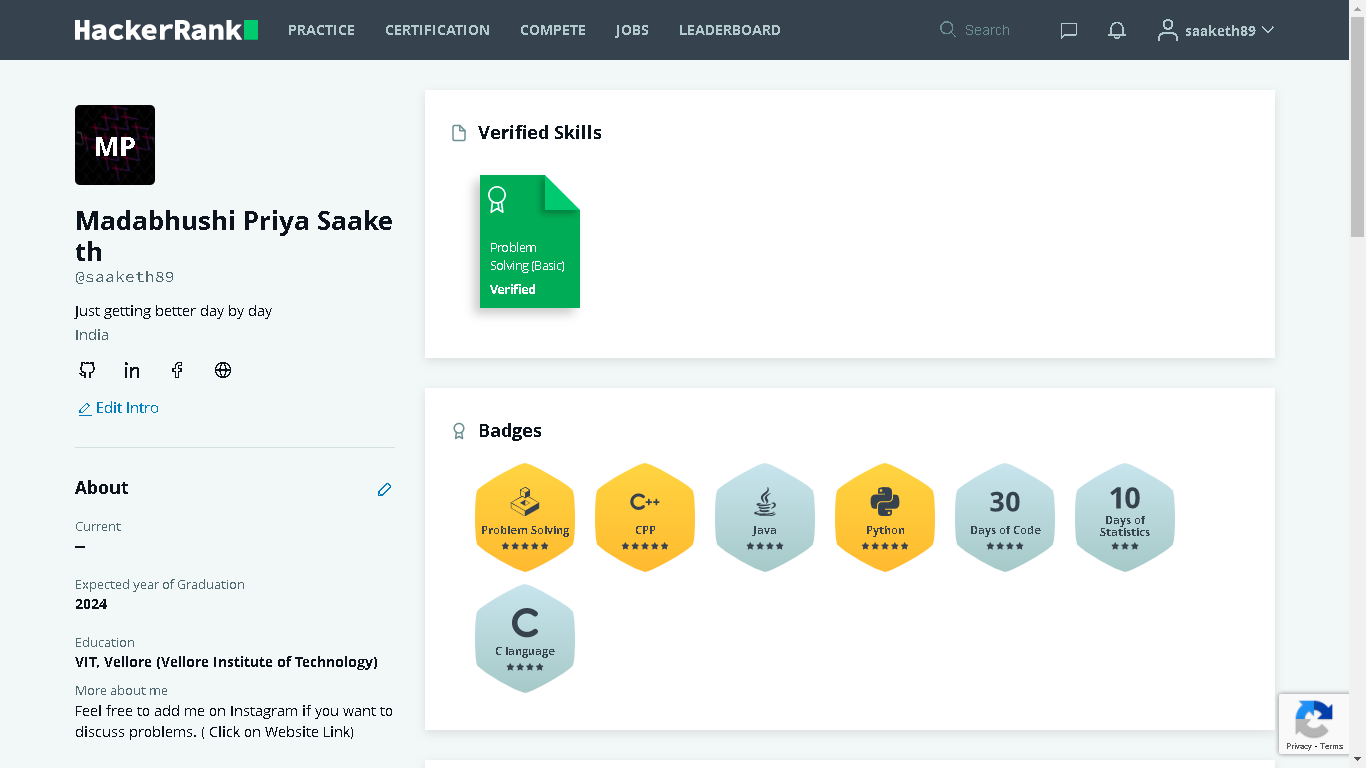 HackerRank PRACTICE CERTIFICATION COMPETE JOBS LEADERBOARD Search saaketh89
MP
Madabhushi Priya Saake
th
@saaketh89
Just getting better day by day
India
in
Edit Intro
About
Current
–
Expected year of Graduation
2024
Education
VIT, Vellore (Vellore Institute of Technology)
More about me
Feel free to add me on Instagram if you want to
discuss problems. ( Click on Website Link)
Verified Skills
Problem
Solving (Basic)
Verified
Badges
Problem Solving
C++
CPP
Java
Python
30
Days of Code
10
Days of
Statistics
C
C language
Privacy - Terms